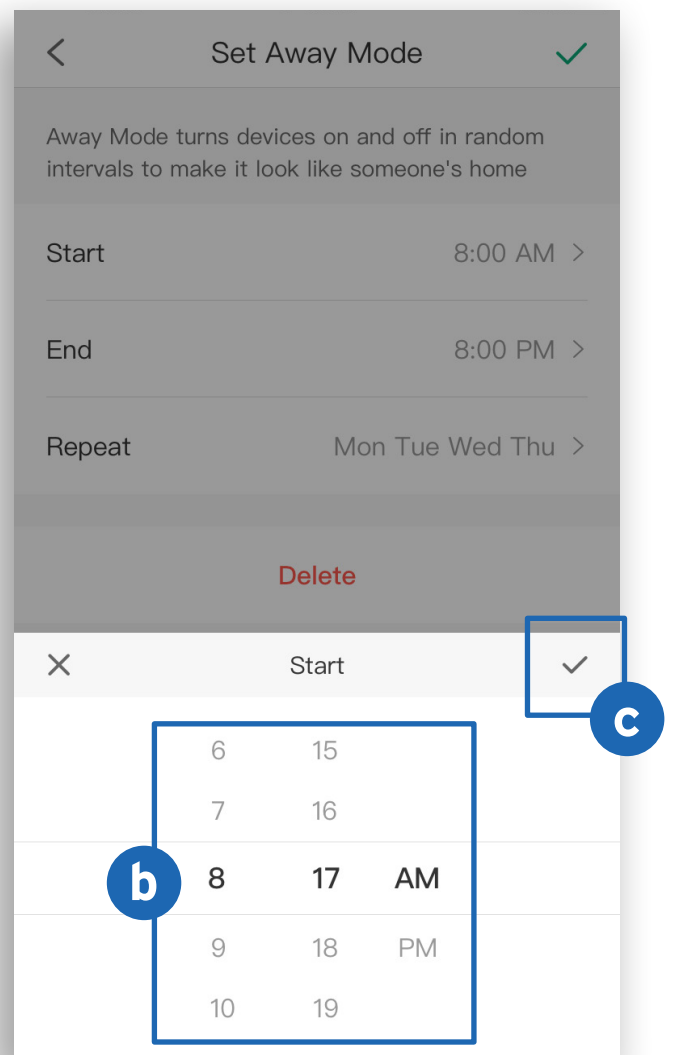 Set Away Mode
Away Mode turns devices on and off in random
intervals to make it look like someone's home
Start 8:00 AM
End 8:00 PM
Repeat Mon Tue Wed Thu
Delete
Start
c
6 15
7 16
b 8 17 AM
9 18 PM
10 19